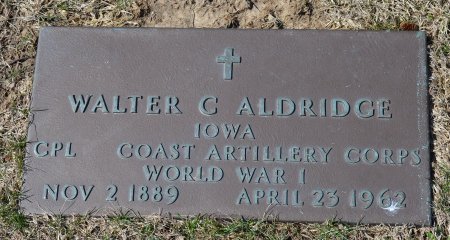 WALTER C ALDRIDGE
IOWA
CPL COAST ARTILLERY CORPS
WORLD WAR I
NOV 2 1889 APRIL 23 1962